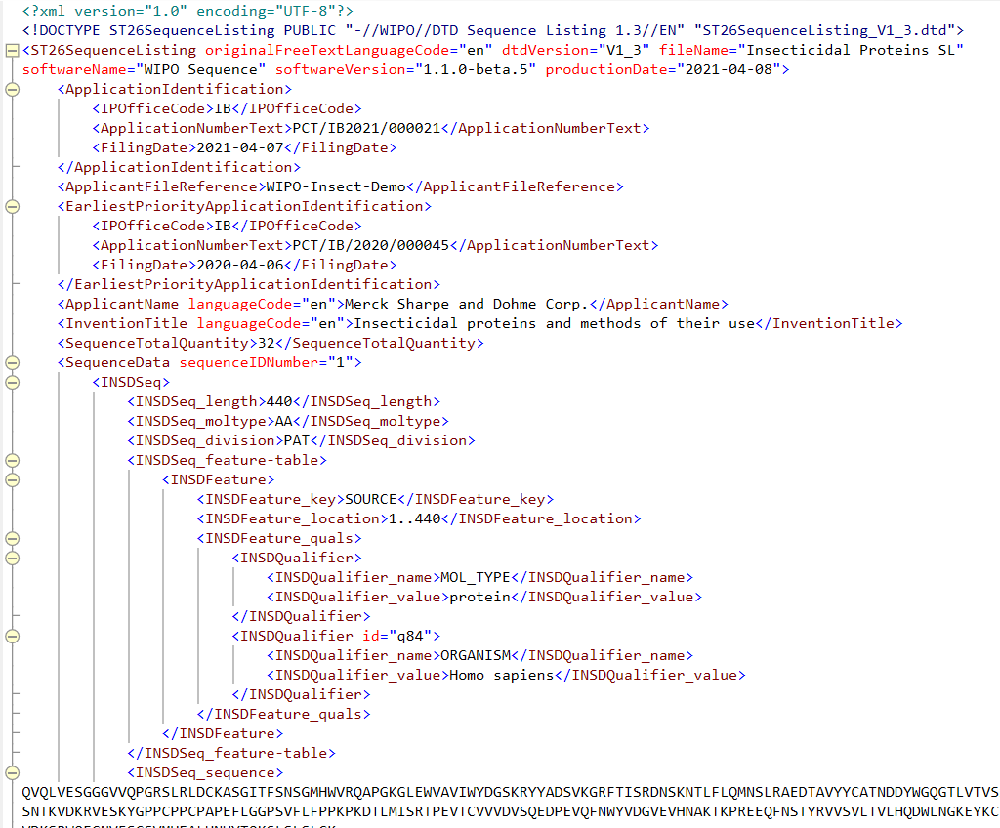 <?xml version="1.0" encoding="UTF-8"?>
<!DOCTYPE ST26SequenceListing PUBLIC "-//WIPO//DTD Sequence Listing 1.3//EN" "ST26SequenceListing_V1_3.dtd">
<ST26SequenceListing originalFreeTextLanguageCode="en" dtdVersion="V1_3" fileName="Insecticidal Proteins SL"
softwareName="WIPO Sequence" softwareVersion="1.1.0-beta.5" productionDate="2021-04-08">
<ApplicationIdentification>
<IPOfficeCode>IB</IPOfficeCode>
<ApplicationNumberText>PCT/IB2021/000021</ApplicationNumberText>
<FilingDate>2021-04-07</FilingDate>
</ApplicationIdentification>
<ApplicantFileReference>WIPO-Insect-Demo</ApplicantFileReference>
<EarliestPriorityApplicationIdentification>
<IPOfficeCode>IB</IPOfficeCode>
<ApplicationNumberText>PCT/IB/2020/000045</ApplicationNumberText>
<FilingDate>2020-04-06</FilingDate>
</EarliestPriorityApplicationIdentification>
<ApplicantName languageCode="en">Merck Sharpe and Dohme Corp.</ApplicantName>
<InventionTitle languageCode="en">Insecticidal proteins and methods of their use</InventionTitle>
<SequenceTotalQuantity>32</SequenceTotalQuantity>
<SequenceData sequenceIDNumber="1">
<INSDSeq>
<INSDSeq_length>440</INSDSeq_length>
<INSDSeq_moltype>AA</INSDSeq_moltype>
<INSDSeq_division>PAT</INSDSeq_division>
<INSDSeq_feature-table>
<INSDFeature>
<INSDFeature_key>SOURCE</INSDFeature_key>
<INSDFeature_location>1..440</INSDFeature_location>
<INSDFeature_quals>
<INSDQualifier>
<INSDQualifier_name>MOL_TYPE</INSDQualifier_name>
<INSDQualifier_value>protein</INSDQualifier_value>
</INSDQualifier>
<INSDQualifier id="q84">
<INSDQualifier_name>ORGANISM</INSDQualifier_name>
<INSDQualifier_value>Homo sapiens</INSDQualifier_value>
</INSDQualifier>
</INSDFeature_quals>
</INSDFeature>
</INSDSeq_feature-table>
<INSDSeq_sequence>
QVQLVESGGGVVQPGRSLRLDCKASGITFSNSGMHWVRQAPGKGLEWVAVIWYDGSKRYYADSVKGRFTISRDNSKNTLFLQMNSLRAEDTAVYYCATNDDYWGQGTLVTVS
SNTKVDKRVESKYGPPCPPCPAPEFLGGPSVFLFPPKPKDTLMISRTPEVTCVVVDVSQEDPEVQFNWYVDGVEVHNAKTKPREEQFNSTYRVVSVLTVLHQDWLNGKEYKC